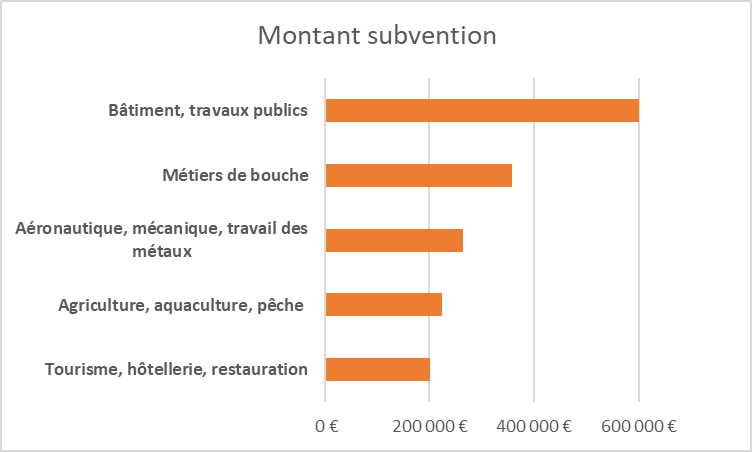 Montant subvention
Bâtiment, travaux publics
Métiers de bouche
Aéronautique, mécanique, travail des
métaux
Agriculture, aquaculture, pêche
Tourisme, hôtellerie, restauration
0 € 200 000 € 400 000 € 600 000 €